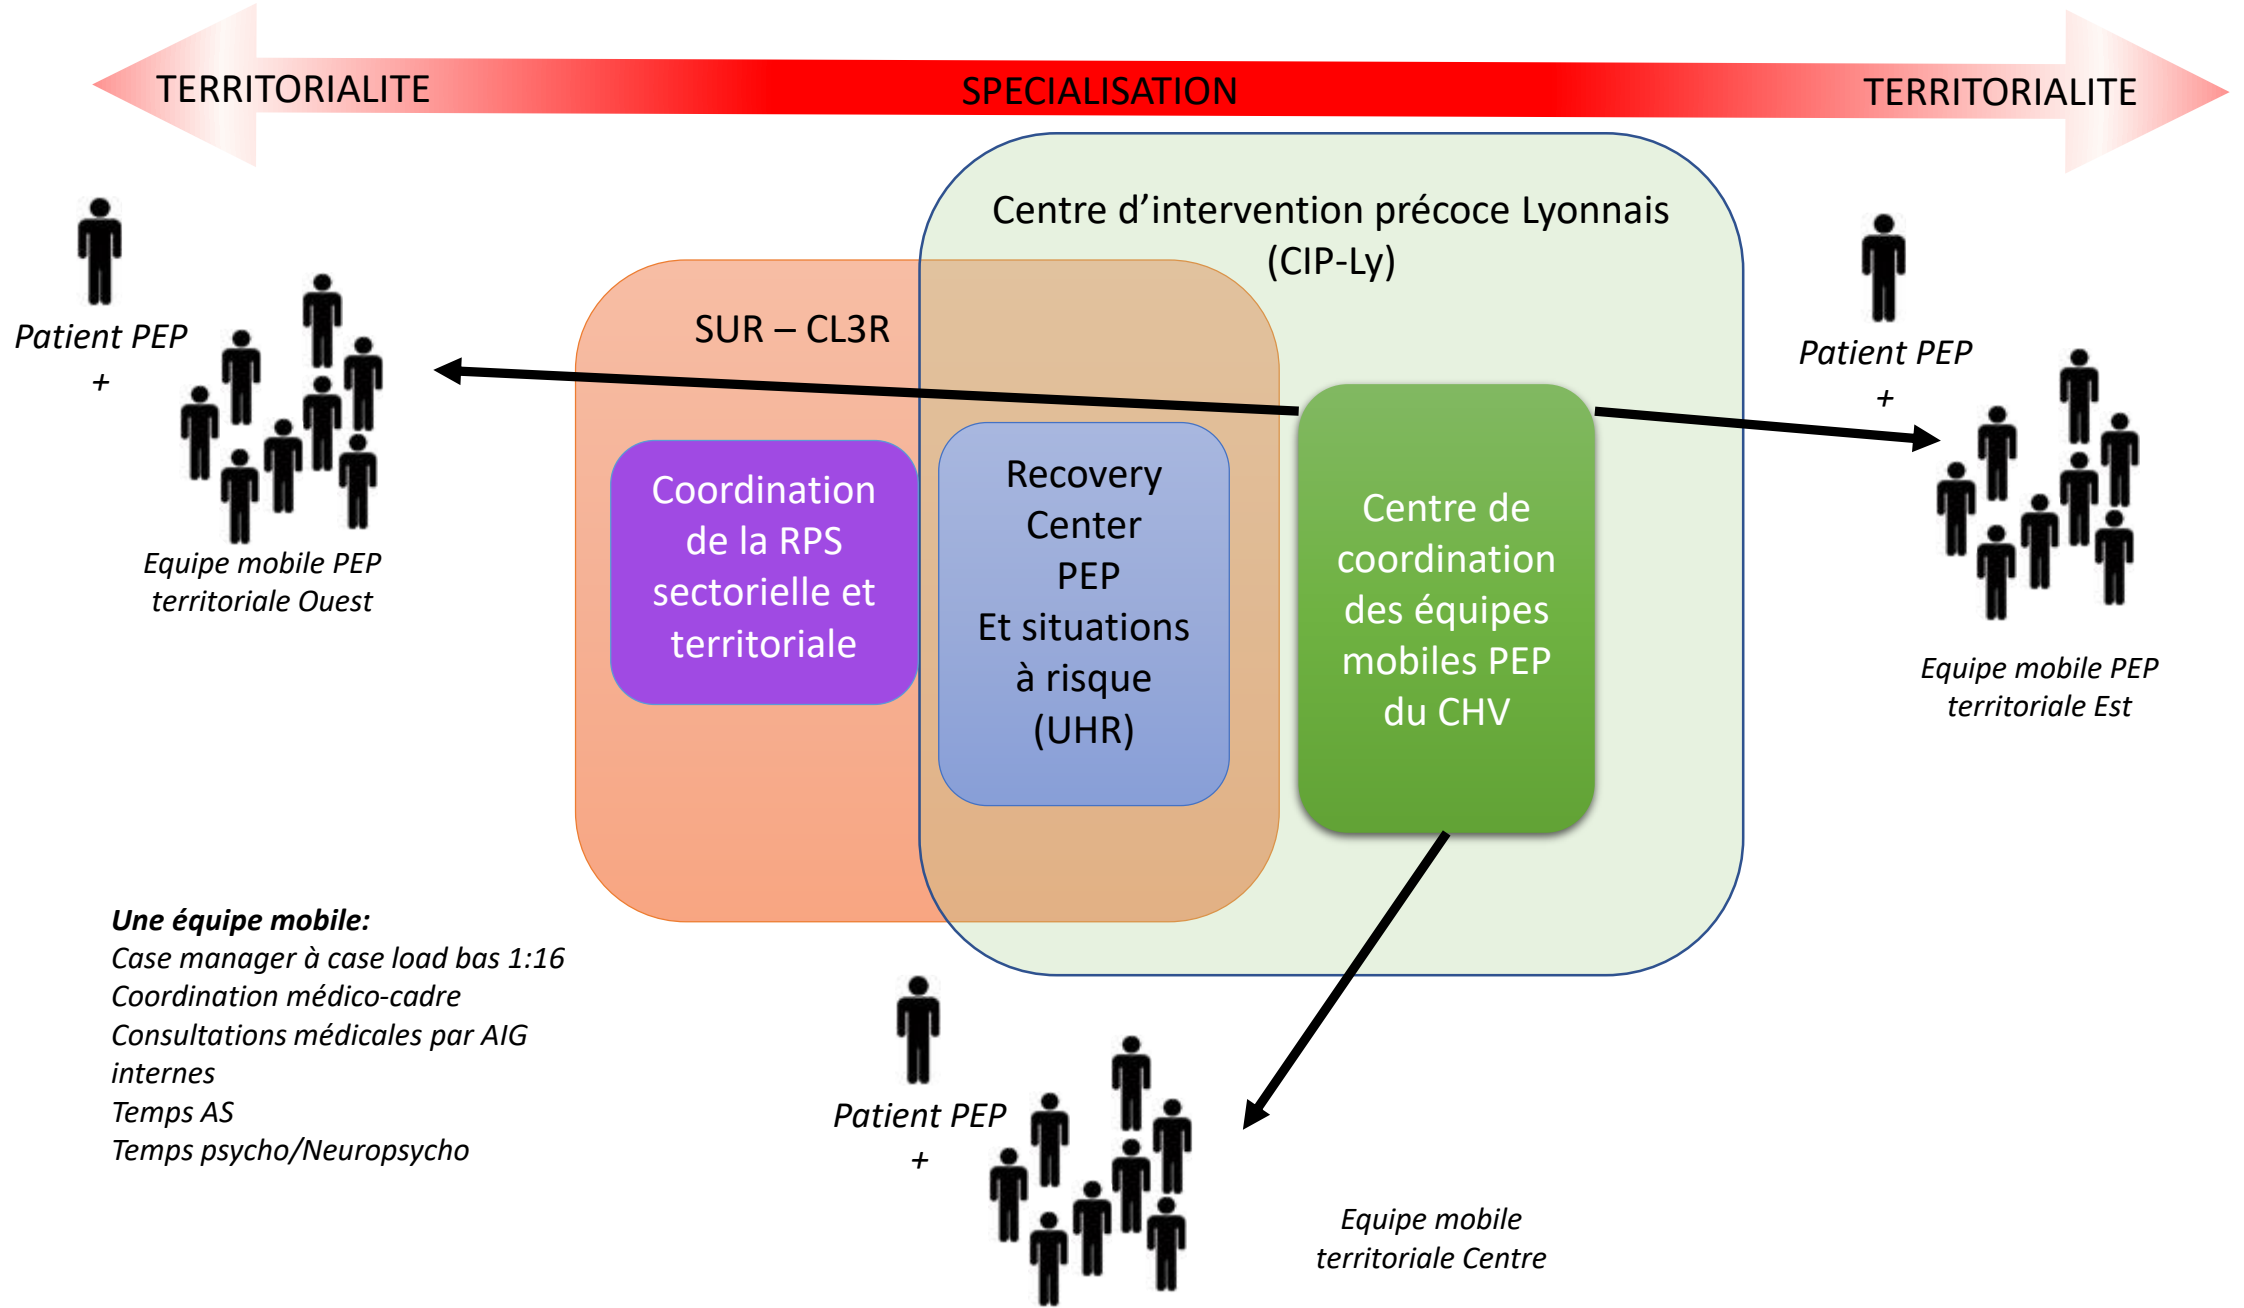 TERRITORIALITE
SPECIALISATION
TERRITORIALITE
Centre d’intervention précoce Lyonnais
(CIP-Ly)
SUR – CL3R
Patient PEP
+
Equipe mobile PEP
territoriale Ouest
Coordination
de la RPS
sectorielle et
territoriale
Recovery
Center
PEP
Et situations
à risque
(UHR)
Centre de
coordination
des équipes
mobiles PEP
du CHV
Patient PEP
+
Equipe mobile PEP
territoriale Est
Une équipe mobile:
Case manager à case load bas 1:16
Coordination médico-cadre
Consultations médicales par AIG
internes
Temps AS
Temps psycho/Neuropsycho
Patient PEP
+
Equipe mobile
territoriale Centre